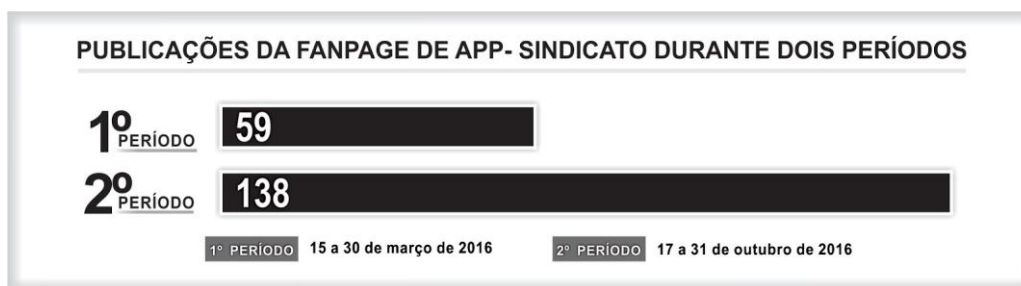 PUBLICAÇÕES DA FANPAGE DE APP- SINDICATO DURANTE DOIS PERÍODOS
1º PERÍODO 59
2º PERÍODO 138
1º PERÍODO 15 a 30 de março de 2016 2º PERÍODO 17 a 31 de outubro de 2016